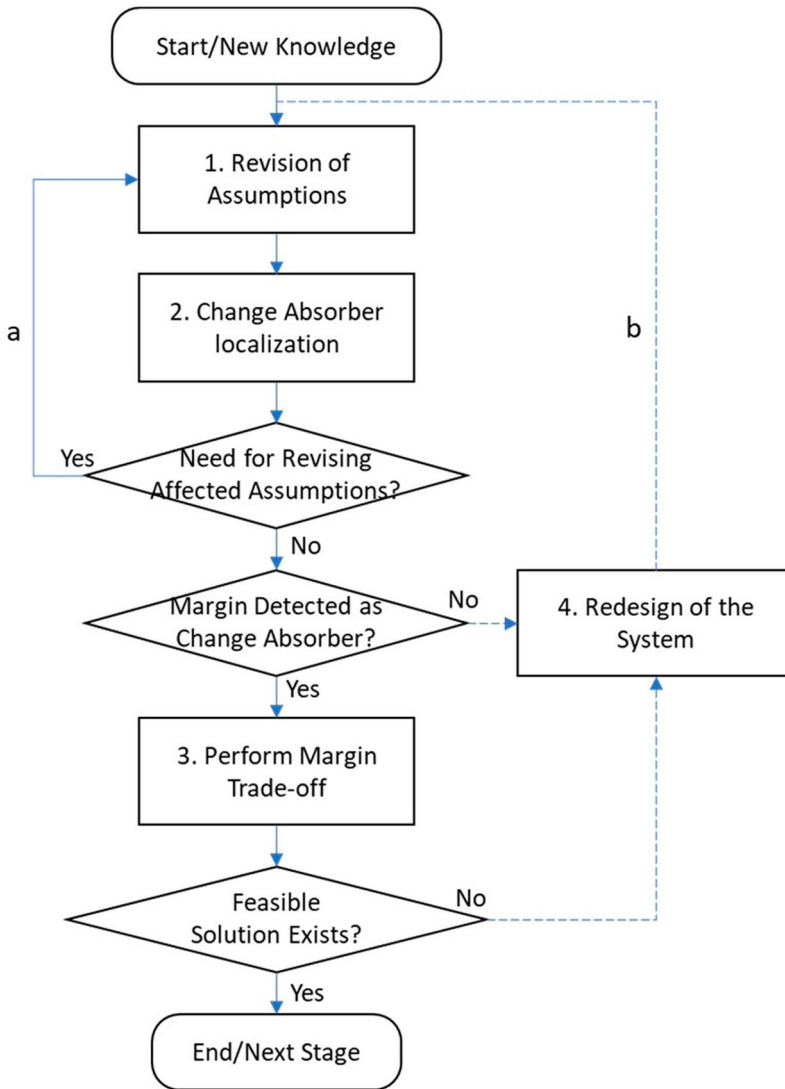 Start/New Knowledge
1. Revision of
Assumptions
2. Change Absorber
localization
a
b
Yes
Need for Revising
Affected Assumptions?
No
Margin Detected as
Change Absorber?
No
4. Redesign of the
System
Yes
3. Perform Margin
Trade-off
Feasible
Solution Exists?
No
Yes
End/Next Stage